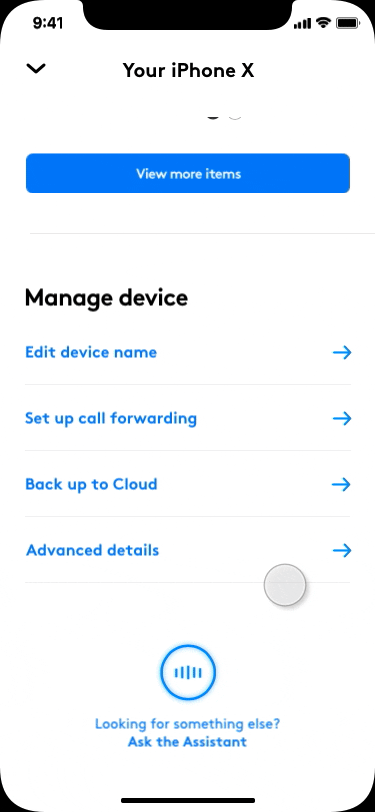 9:41
Your iPhone X
View more items
Manage device
Edit device name
Set up call forwarding
Back up to Cloud
Advanced details
Looking for something else?
Ask the Assistant